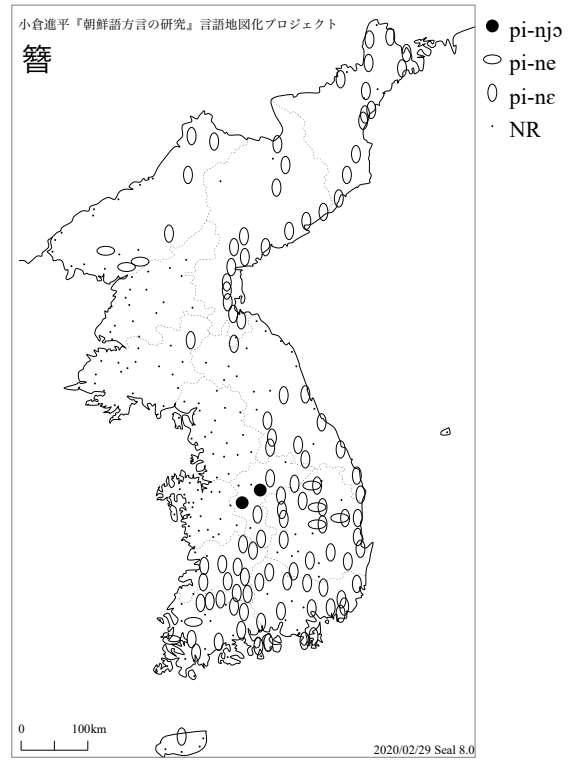 小倉進平『朝鮮語方言の研究』言語地図化プロジェクト
簪
pi-njɔ
pi-ne
pi-nɛ
NR
0 100km
2020/02/29 Seal 8.0